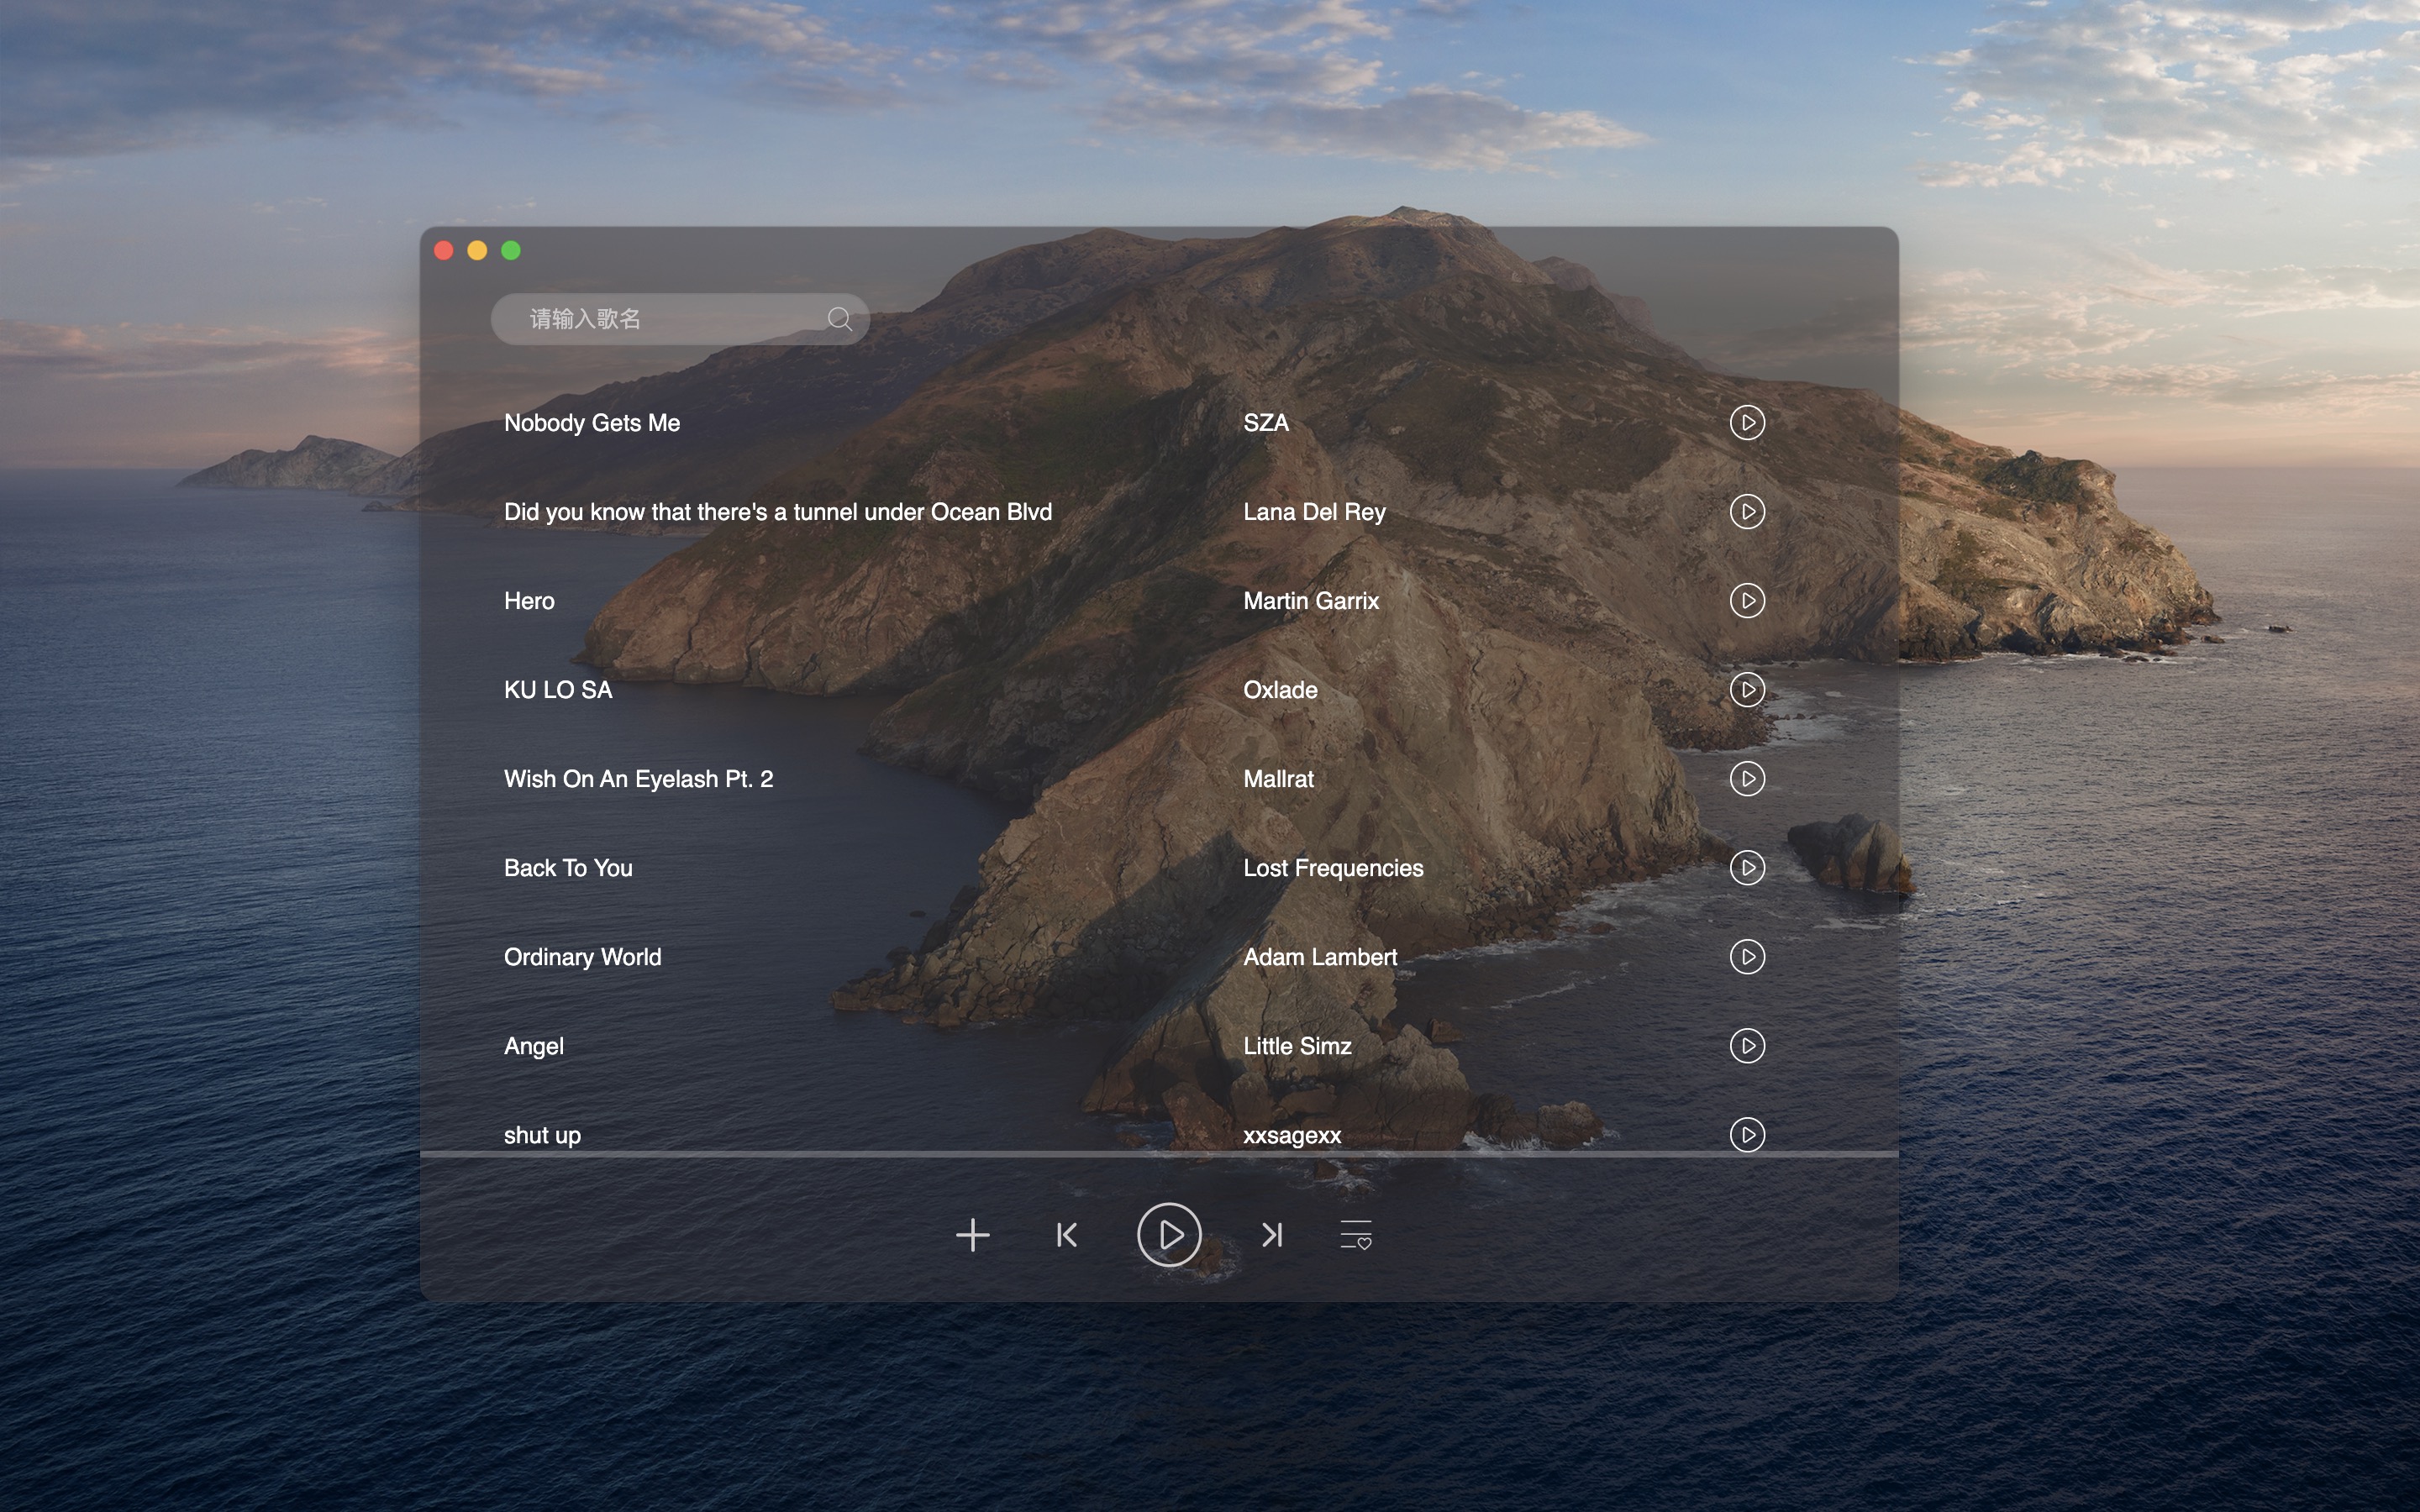 请输入歌名
Nobody Gets Me SZA
Did you know that there's a tunnel under Ocean Blvd Lana Del Rey
Hero Martin Garrix
KU LO SA Oxlade
Wish On An Eyelash Pt. 2 Mallrat
Back To You Lost Frequencies
Ordinary World Adam Lambert
Angel Little Simz
shut up xxsagexx